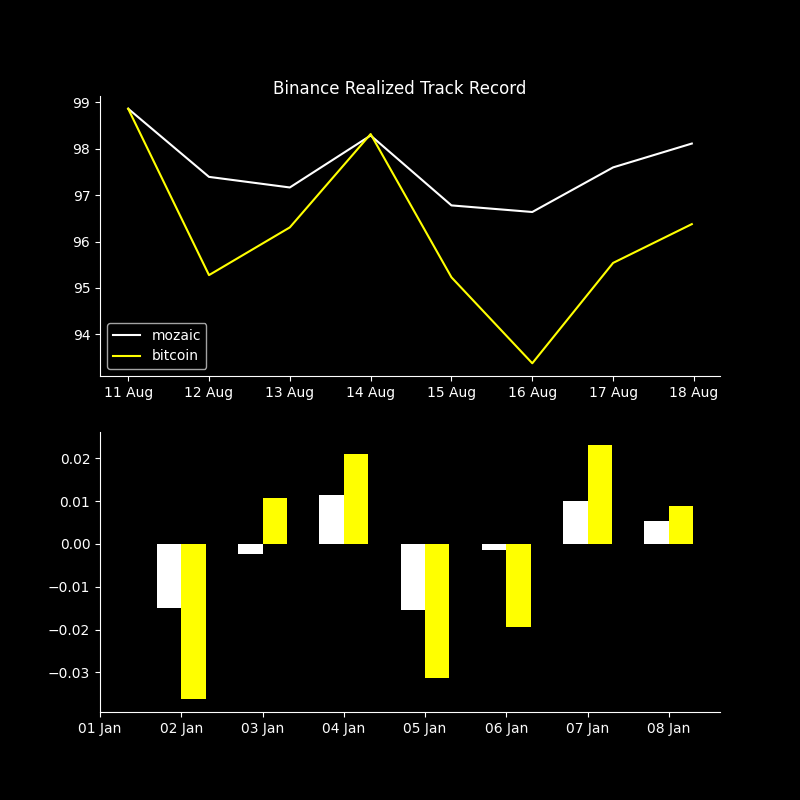 Binance Realized Track Record
99
98
97
96
95
94
mozaic
bitcoin
11 Aug 12 Aug 13 Aug 14 Aug 15 Aug 16 Aug 17 Aug 18 Aug
0.02
0.01
0.00
−0.01
−0.02
−0.03
01 Jan 02 Jan 03 Jan 04 Jan 05 Jan 06 Jan 07 Jan 08 Jan